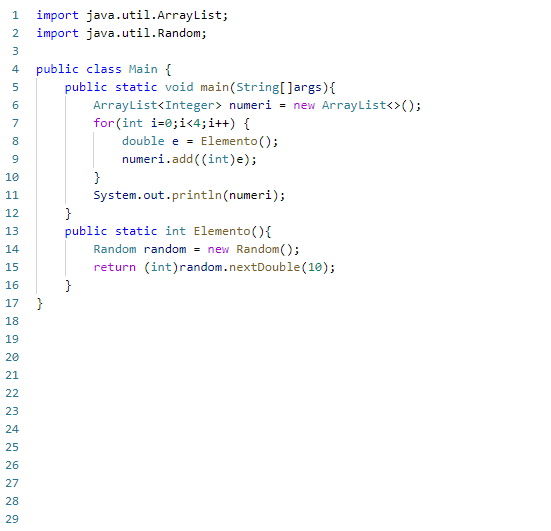 1 import java.util.ArrayList;
2 import java.util.Random;
3
4 public class Main {
5     public static void main(String[]args){
6         ArrayList<Integer> numeri = new ArrayList<>();
7         for(int i=0;i<4;i++) {
8             double e = Elemento();
9             numeri.add((int)e);
10         }
11         System.out.println(numeri);
12     }
13     public static int Elemento(){
14         Random random = new Random();
15         return (int)random.nextDouble(10);
16     }
17 }
18
19
20
21
22
23
24
25
26
27
28
29